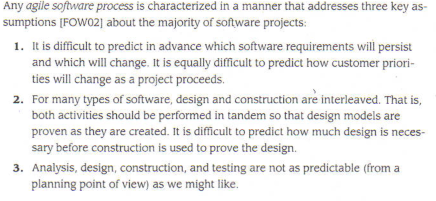 Any agile software process is characterized in a manner that addresses three key as-
sumptions [FOW02] about the majority of software projects:
1. It is difficult to predict in advance which software requirements will persist
and which will change. It is equally difficult to predict how customer priori-
ties will change as a project proceeds.
2. For many types of software, design and construction are interleaved. That is,
both activities should be performed in tandem so that design models are
proven as they are created. It is difficult to predict how much design is neces-
sary before construction is used to prove the design.
3. Analysis, design, construction, and testing are not as predictable (from a
planning point of view) as we might like.